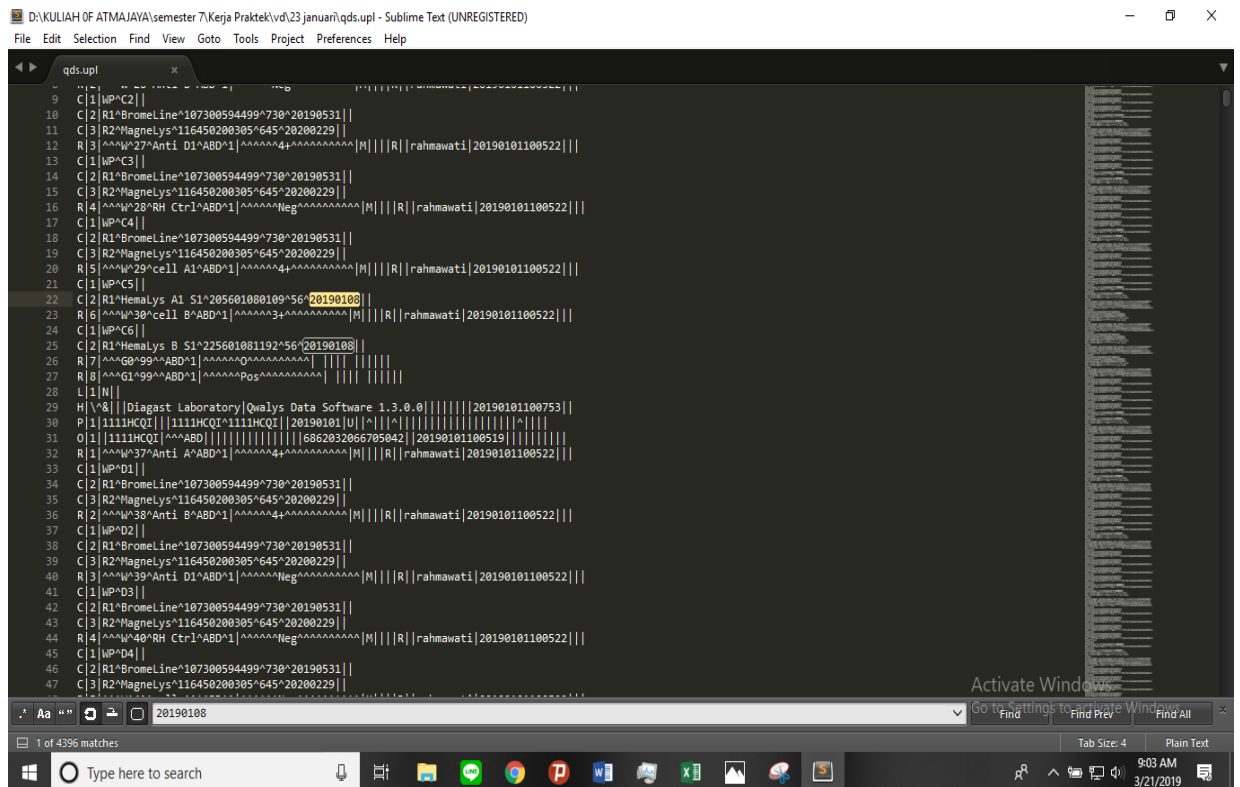 D:\KULIAH 0F ATMAJAYA\semester 7\Kerja Praktek\vd\23 januari\qds.upl - Sublime Text (UNREGISTERED)
File Edit Selection Find View Goto Tools Project Preferences Help
qds.upl x
9 C|1|WP^C2||
10 C|2|R1^BromeLine^107300594499^730^20190531||
11 C|3|R2^MagneLys^116450200305^645^20200229||
12 R|3|^^^W^27^Anti D1^ABD^1|^^^^^^4+^^^^^^^^^^|M||||R||rahmawati|20190101100522|||
13 C|1|WP^C3||
14 C|2|R1^BromeLine^107300594499^730^20190531||
15 C|3|R2^MagneLys^116450200305^645^20200229||
16 R|4|^^^W^28^RH Ctrl^ABD^1|^^^^^^Neg^^^^^^^^^^|M||||R||rahmawati|20190101100522|||
17 C|1|WP^C4||
18 C|2|R1^BromeLine^107300594499^730^20190531||
19 C|3|R2^MagneLys^116450200305^645^20200229||
20 R|5|^^^W^29^cell A1^ABD^1|^^^^^^4+^^^^^^^^^^|M||||R||rahmawati|20190101100522|||
21 C|1|WP^C5||
22 C|2|R1^HemaLys A1 S1^205601080109^56^20190108||
23 R|6|^^^W^30^cell B^ABD^1|^^^^^^3+^^^^^^^^^^|M||||R||rahmawati|20190101100522|||
24 C|1|WP^C6||
25 C|2|R1^HemaLys B S1^225601081192^56^20190108||
26 R|7|^^^G0^99^^ABD^1|^^^^^^O^^^^^^^^^^| |||| ||||||
27 R|8|^^^G1^99^^ABD^1|^^^^^^Pos^^^^^^^^^^| |||| ||||||
28 L|1|N||
29 H|\^&|||Diagast Laboratory|Qwalys Data Software 1.3.0.0||||||||20190101100753||
30 P|1|1111HCQI|||1111HCQI^1111HCQI||20190101|U||^|||^||||||||||||||||||||^||||
31 O|1||1111HCQI|^^^ABD||||||||||||||||6862032066705042||20190101100519||||||||||
32 R|1|^^^W^37^Anti A^ABD^1|^^^^^^4+^^^^^^^^^^|M||||R||rahmawati|20190101100522|||
33 C|1|WP^D1||
34 C|2|R1^BromeLine^107300594499^730^20190531||
35 C|3|R2^MagneLys^116450200305^645^20200229||
36 R|2|^^^W^38^Anti B^ABD^1|^^^^^^4+^^^^^^^^^^|M||||R||rahmawati|20190101100522|||
37 C|1|WP^D2||
38 C|2|R1^BromeLine^107300594499^730^20190531||
39 C|3|R2^MagneLys^116450200305^645^20200229||
40 R|3|^^^W^39^Anti D1^ABD^1|^^^^^^Neg^^^^^^^^^^|M||||R||rahmawati|20190101100522|||
41 C|1|WP^D3||
42 C|2|R1^BromeLine^107300594499^730^20190531||
43 C|3|R2^MagneLys^116450200305^645^20200229||
44 R|4|^^^W^40^RH Ctrl^ABD^1|^^^^^^Neg^^^^^^^^^^|M||||R||rahmawati|20190101100522|||
45 C|1|WP^D4||
46 C|2|R1^BromeLine^107300594499^730^20190531||
47 C|3|R2^MagneLys^116450200305^645^20200229||
Activate Windows
Go to Settings to activate Windows.
.* Aa “” 20190108 Find Find Prev Find All
1 of 4396 matches Tab Size: 4 Plain Text
Type here to search
9:03 AM
3/21/2019